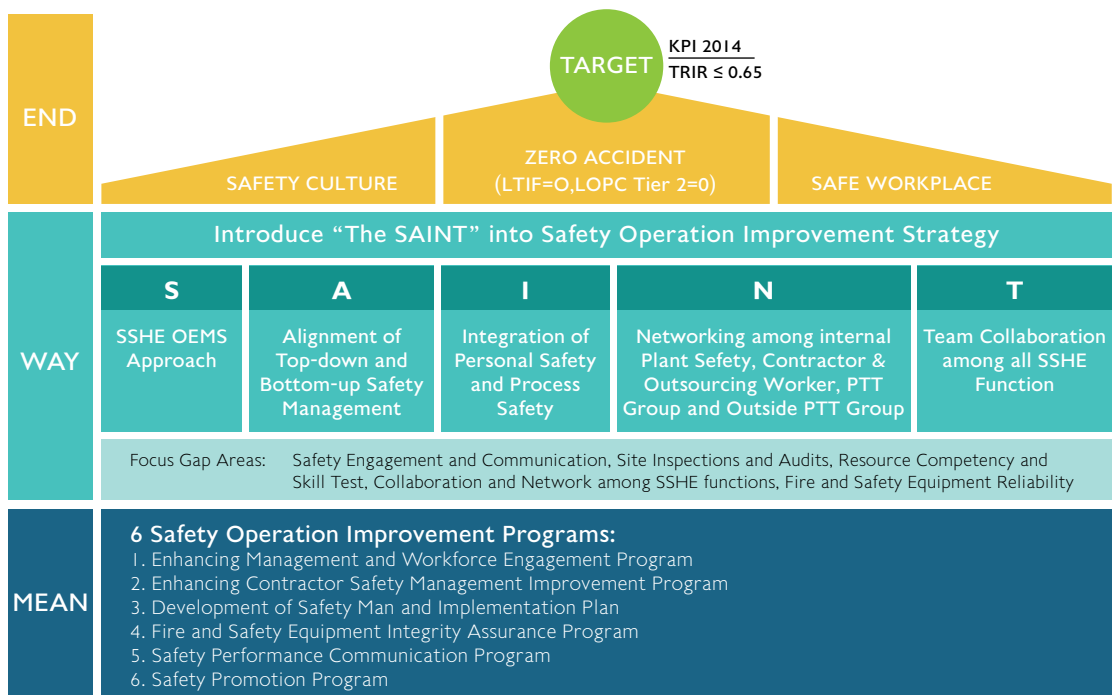 END
TARGET
KPI 2014
TRIR ≤ 0.65
SAFETY CULTURE
ZERO ACCIDENT
(LTIF=O,LOPC Tier 2=0)
SAFE WORKPLACE
WAY
Introduce “The SAINT” into Safety Operation Improvement Strategy
S
SSHE OEMS
Approach
A
Alignment of
Top-down and
Bottom-up Safety
Management
I
Integration of
Personal Safety
and Process
Safety
N
Networking among internal
Plant Sefety, Contractor &
Outsourcing Worker, PTT
Group and Outside PTT Group
T
Team Collaboration
among all SSHE
Function
Focus Gap Areas: Safety Engagement and Communication, Site Inspections and Audits, Resource Competency and
Skill Test, Collaboration and Network among SSHE functions, Fire and Safety Equipment Reliability
MEAN
6 Safety Operation Improvement Programs:
1. Enhancing Management and Workforce Engagement Program
2. Enhancing Contractor Safety Management Improvement Program
3. Development of Safety Man and Implementation Plan
4. Fire and Safety Equipment Integrity Assurance Program
5. Safety Performance Communication Program
6. Safety Promotion Program